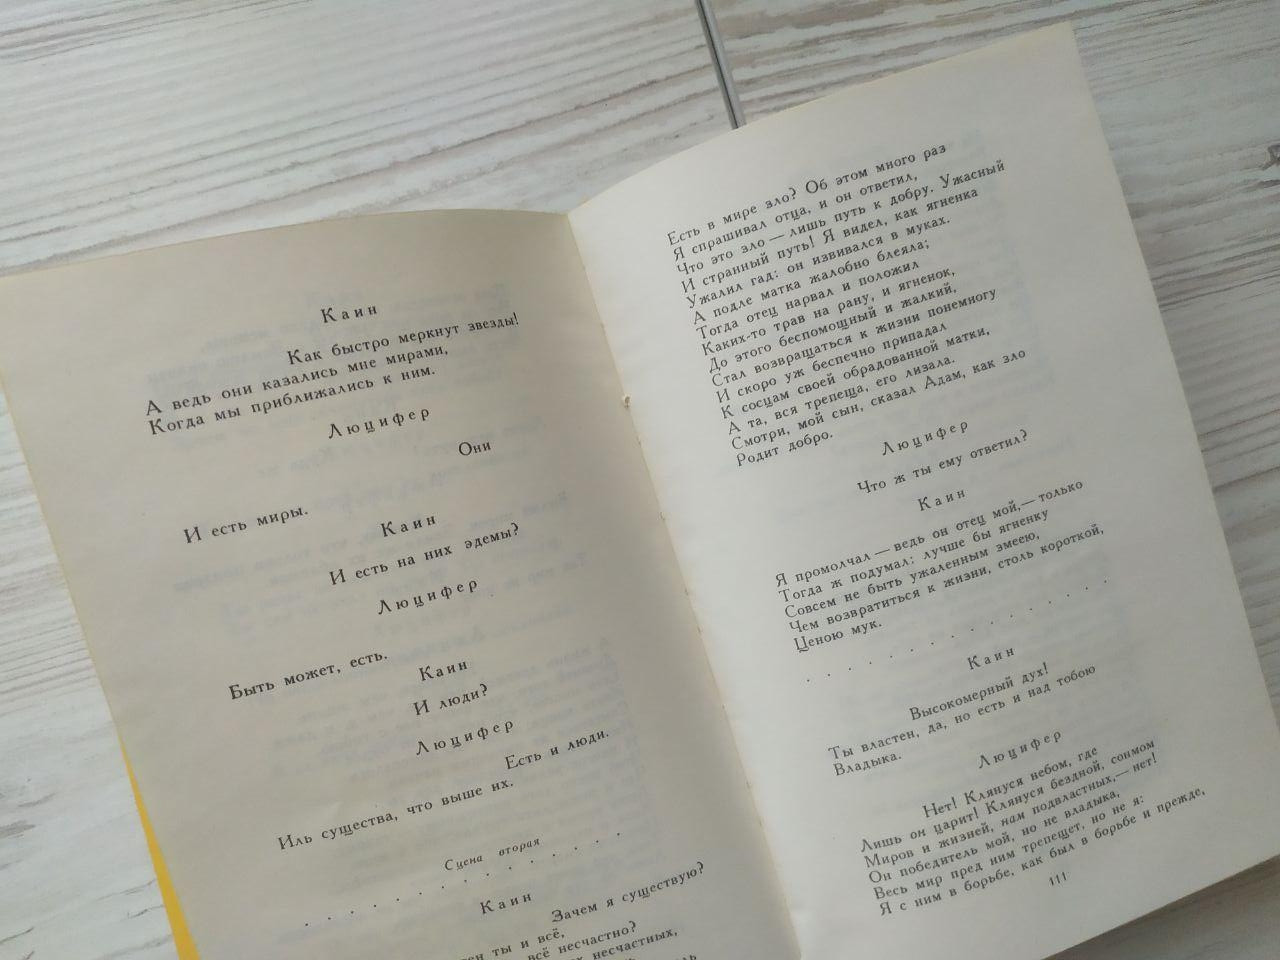 Каин
Как быстро меркнут звезды!
А ведь они казались мне мирами,
Когда мы приближались к ним.
Люцифер
Они
И есть миры.
Каин
И есть на них эдемы?
Люцифер
Быть может, есть.
Каин
И люди?
Люцифер
Есть и люди.
Иль существа, что выше их.
Сцена вторая
. . . . . . . . . . .
Каин
Зачем я существую?
ты и всё,
всё несчастно?
несчастных,
Есть в мире зло? Об этом много раз
Я спрашивал отца, и он ответил,
Что это зло — лишь путь к добру. Ужасный
И странный путь! Я видел, как ягненка
Ужалил гад: он извивался в муках.
А подле матка жалобно блеяла;
Тогда отец нарвал и положил
Каких-то трав на рану, и ягненок,
До этого беспомощный и жалкий,
Стал возвращаться к жизни понемногу
И скоро уж беспечно припадал
К сосцам своей обрадованной матки,
А та, вся трепеща, его лизала.
Смотри, мой сын, сказал Адам, как зло
Родит добро.
Люцифер
Что ж ты ему ответил?
Каин
Я промолчал — ведь он отец мой,— только
Тогда ж подумал: лучше бы ягненку
Совсем не быть ужаленным змеею,
Чем возвратиться к жизни, столь короткой,
Ценою мук.
. . . . . . . . . . . . .
Каин
Высокомерный дух!
Ты властен, да, но есть и над тобою
Владыка.
Люцифер
Нет! Клянуся небом, где
Лишь он царит! Клянуся бездной, сонмом
Миров и жизней, нам подвластных,— нет!
Он победитель мой, но не владыка,
Весь мир пред ним трепещет, но не я:
Я с ним в борьбе, как был в борьбе и прежде,
111